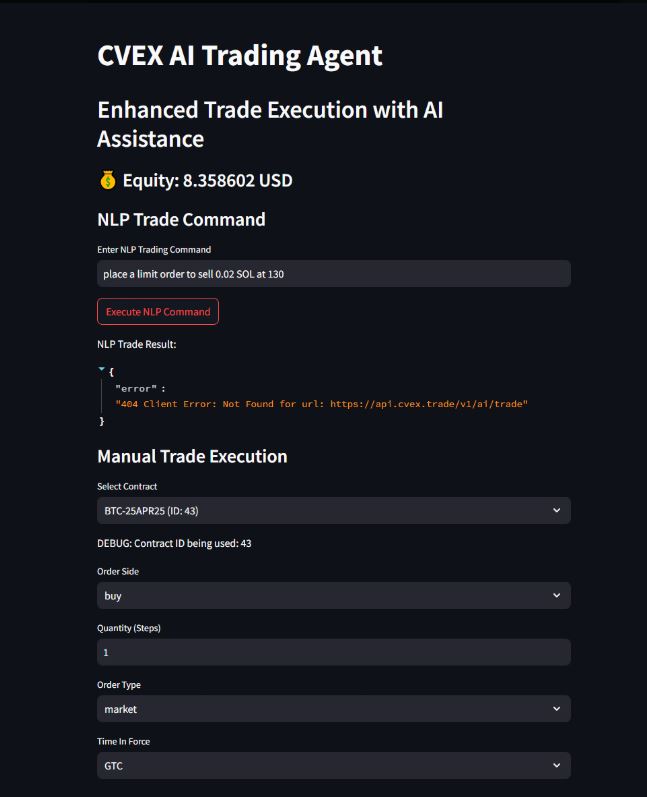 CVEX AI Trading Agent
Enhanced Trade Execution with AI
Assistance
💰 Equity: 8.358602 USD
NLP Trade Command
Enter NLP Trading Command
place a limit order to sell 0.02 SOL at 130
Execute NLP Command
NLP Trade Result:
{
"error" :
"404 Client Error: Not Found for url: https://api.cvex.trade/v1/ai/trade"
}
Manual Trade Execution
Select Contract
BTC-25APR25 (ID: 43)
DEBUG: Contract ID being used: 43
Order Side
buy
Quantity (Steps)
1
Order Type
market
Time In Force
GTC